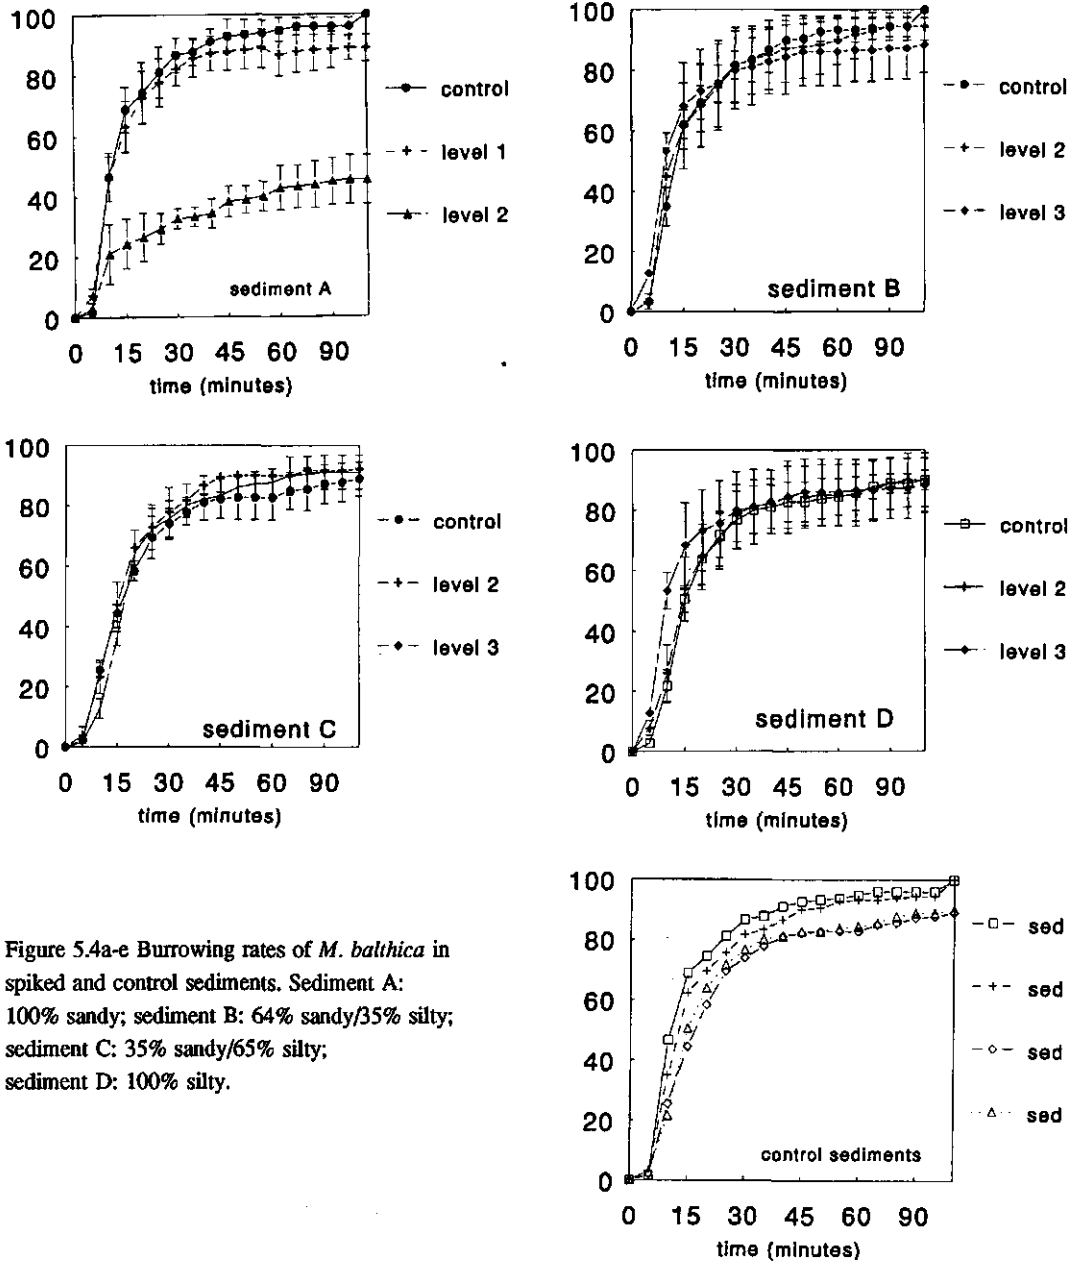 100
80
60
40
20
0
0 15 30 45 60 90
time (minutes)
sediment A
control
level 1
level 2
100
80
60
40
20
0
0 15 30 45 60 90
time (minutes)
sediment B
control
level 2
level 3
100
80
60
40
20
0
0 15 30 45 60 90
time (minutes)
sediment C
control
level 2
level 3
100
80
60
40
20
0
0 15 30 45 60 90
time (minutes)
sediment D
control
level 2
level 3
Figure 5.4a-e Burrowing rates of M. balthica in
spiked and control sediments. Sediment A:
100% sandy; sediment B: 64% sandy/35% silty;
sediment C: 35% sandy/65% silty;
sediment D: 100% silty.
100
80
60
40
20
0
0 15 30 45 60 90
time (minutes)
control sediments
sed
sed
sed
sed